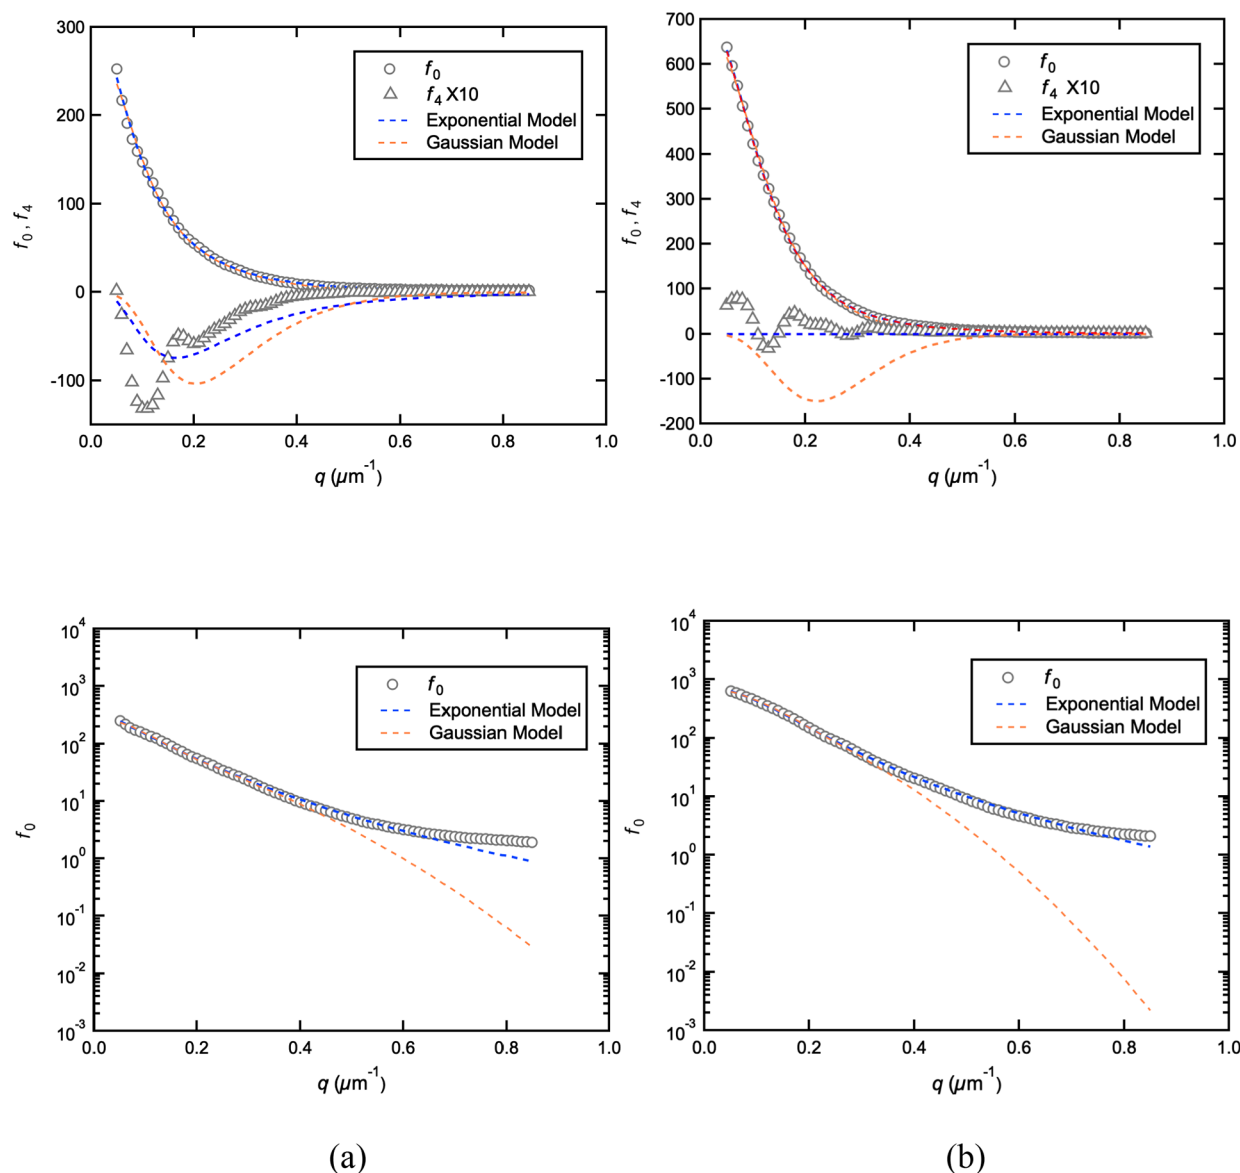 300
200
100
0
-100
f₀ , f₄
f₀
f₄ X10
Exponential Model
Gaussian Model
0.0 0.2 0.4 0.6 0.8 1.0
q (µm⁻¹)
700
600
500
400
300
200
100
0
-100
-200
f₀ , f₄
f₀
f₄ X10
Exponential Model
Gaussian Model
0.0 0.2 0.4 0.6 0.8 1.0
q (µm⁻¹)
10⁴
10³
10²
10¹
10⁰
10⁻¹
10⁻²
10⁻³
f₀
f₀
Exponential Model
Gaussian Model
0.0 0.2 0.4 0.6 0.8 1.0
q (µm⁻¹)
10⁴
10³
10²
10¹
10⁰
10⁻¹
10⁻²
10⁻³
f₀
f₀
Exponential Model
Gaussian Model
0.0 0.2 0.4 0.6 0.8 1.0
q (µm⁻¹)
(a) (b)